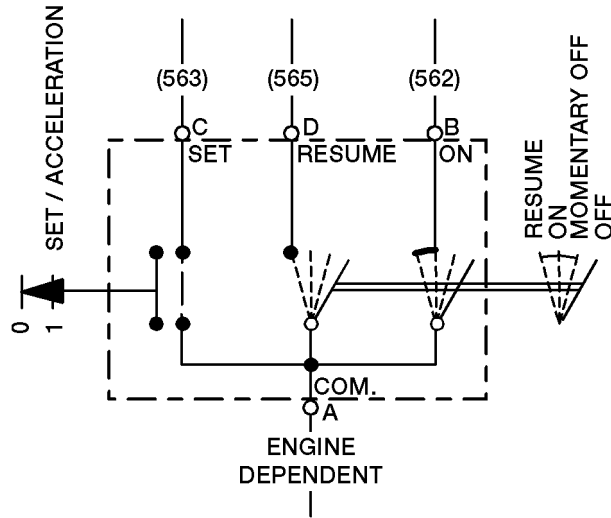 (563)
(565)
(562)
C
D
B
SET
RESUME
ON
SET / ACCELERATION
0
1
RESUME
ON
MOMENTARY OFF
OFF
COM.
A
ENGINE
DEPENDENT